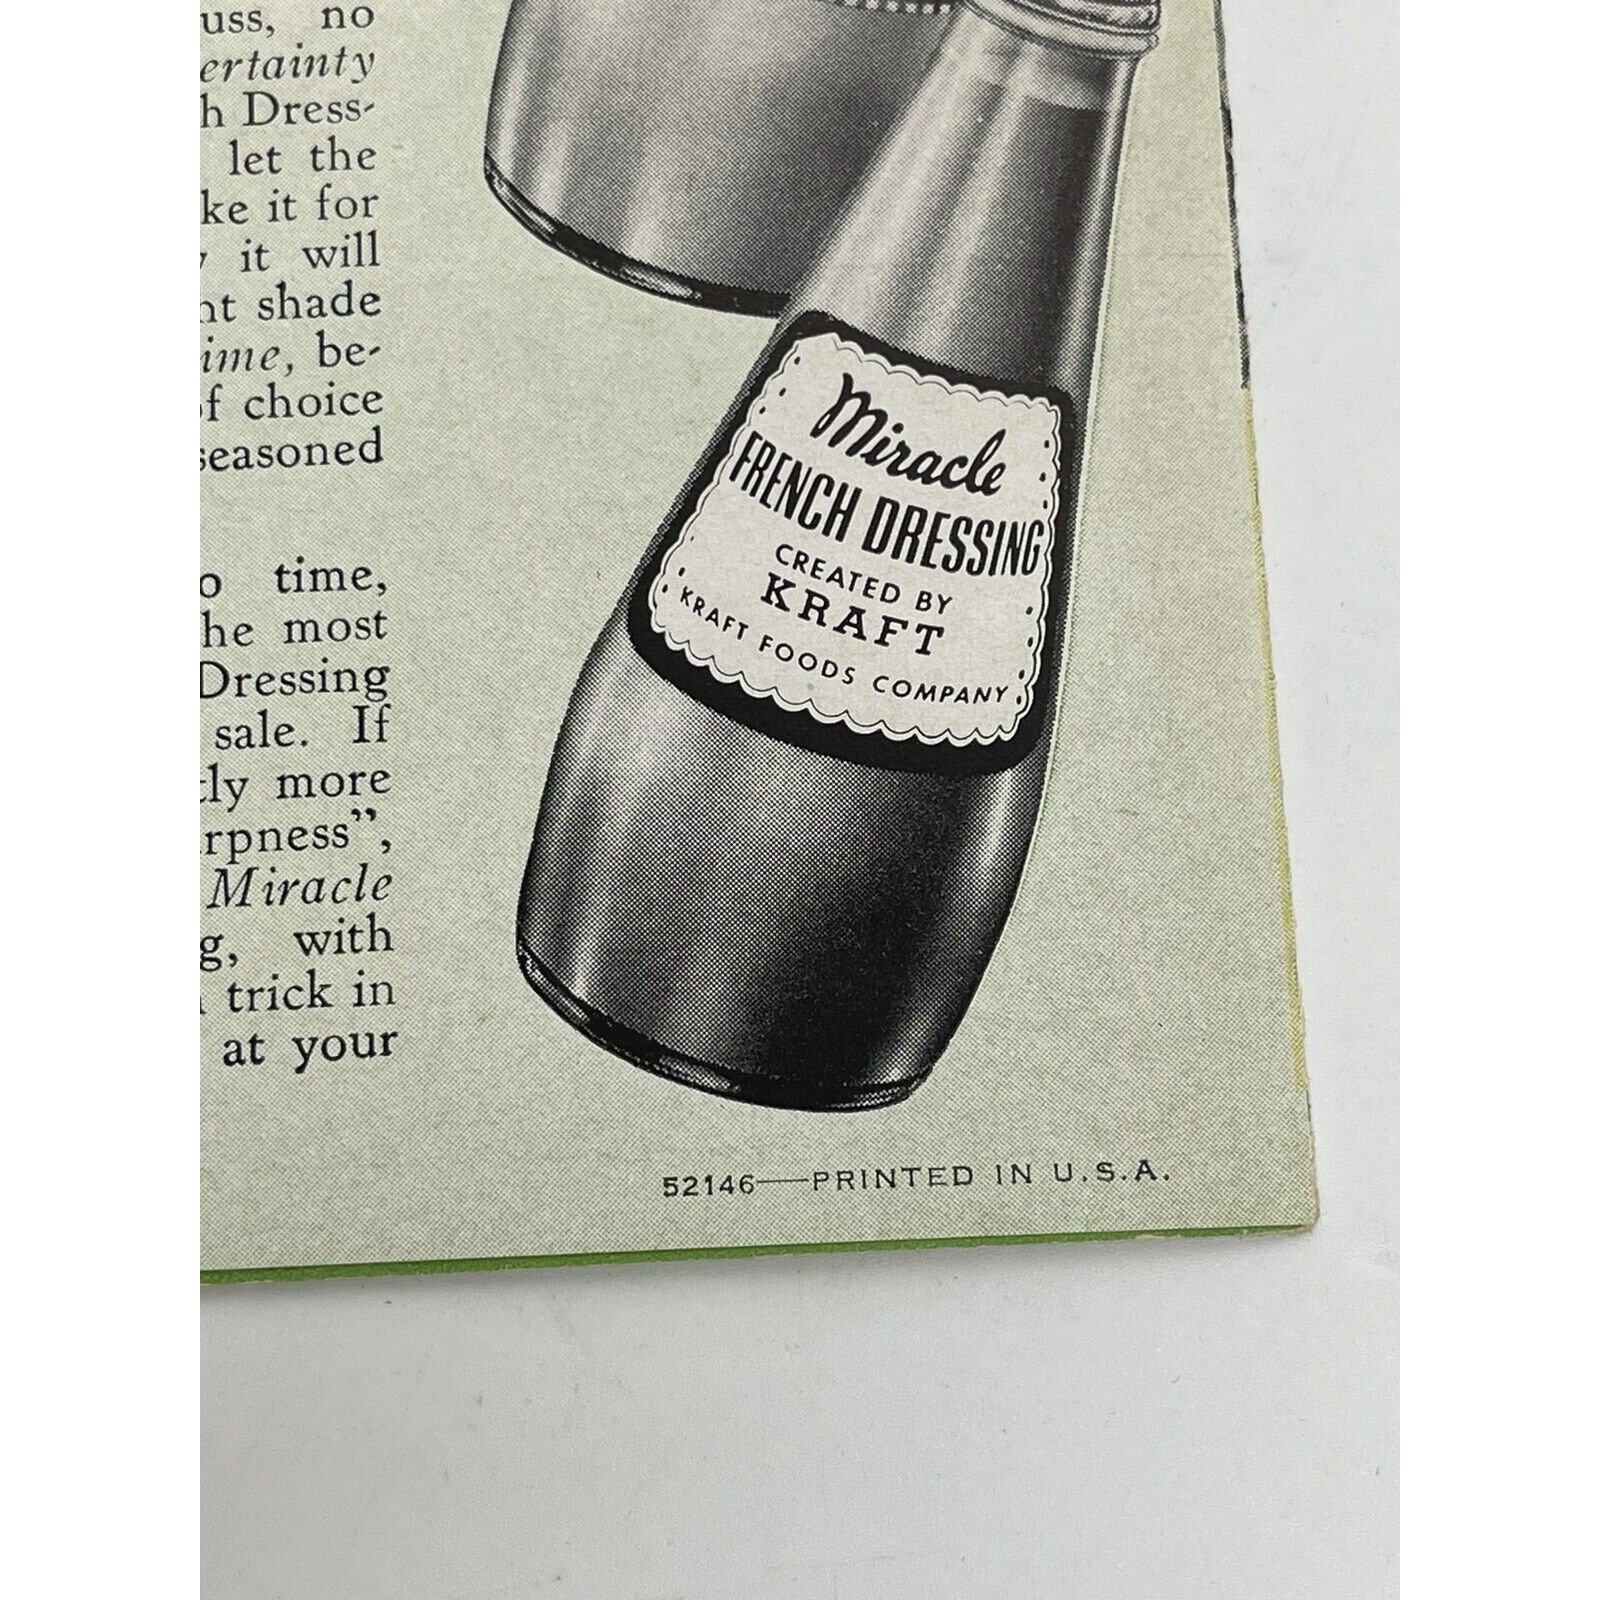 uss, no
ertainty
h Dress-
let the
ke it for
it will
nt shade
ime, be-
f choice
seasoned
o time,
he most
Dressing
sale. If
tly more
rpness",
Miracle
g, with
trick in
at your
Miracle
FRENCH DRESSING
CREATED BY
KRAFT
KRAFT FOODS COMPANY
52146—PRINTED IN U.S.A.